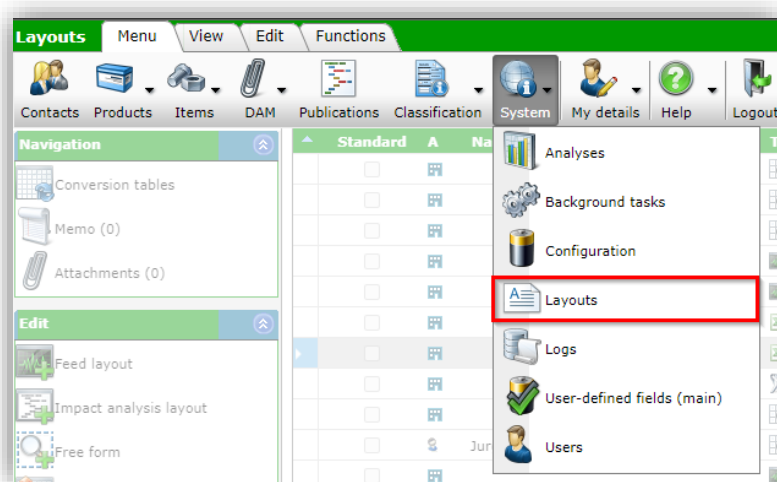 Layouts Menu View Edit Functions
Contacts Products Items DAM Publications Classification System My details Help Logout
Navigation
Conversion tables
Memo (0)
Attachments (0)
Edit
Feed layout
Impact analysis layout
Free form
Standard A Na
Jur
Analyses
Background tasks
Configuration
Layouts
Logs
User-defined fields (main)
Users
T